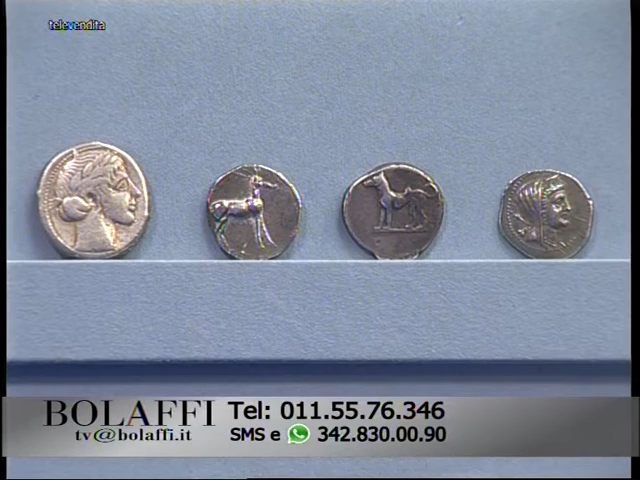 televendita
BOLAFFI
tv@bolaffi.it
Tel: 011.55.76.346
SMS e 342.830.00.90